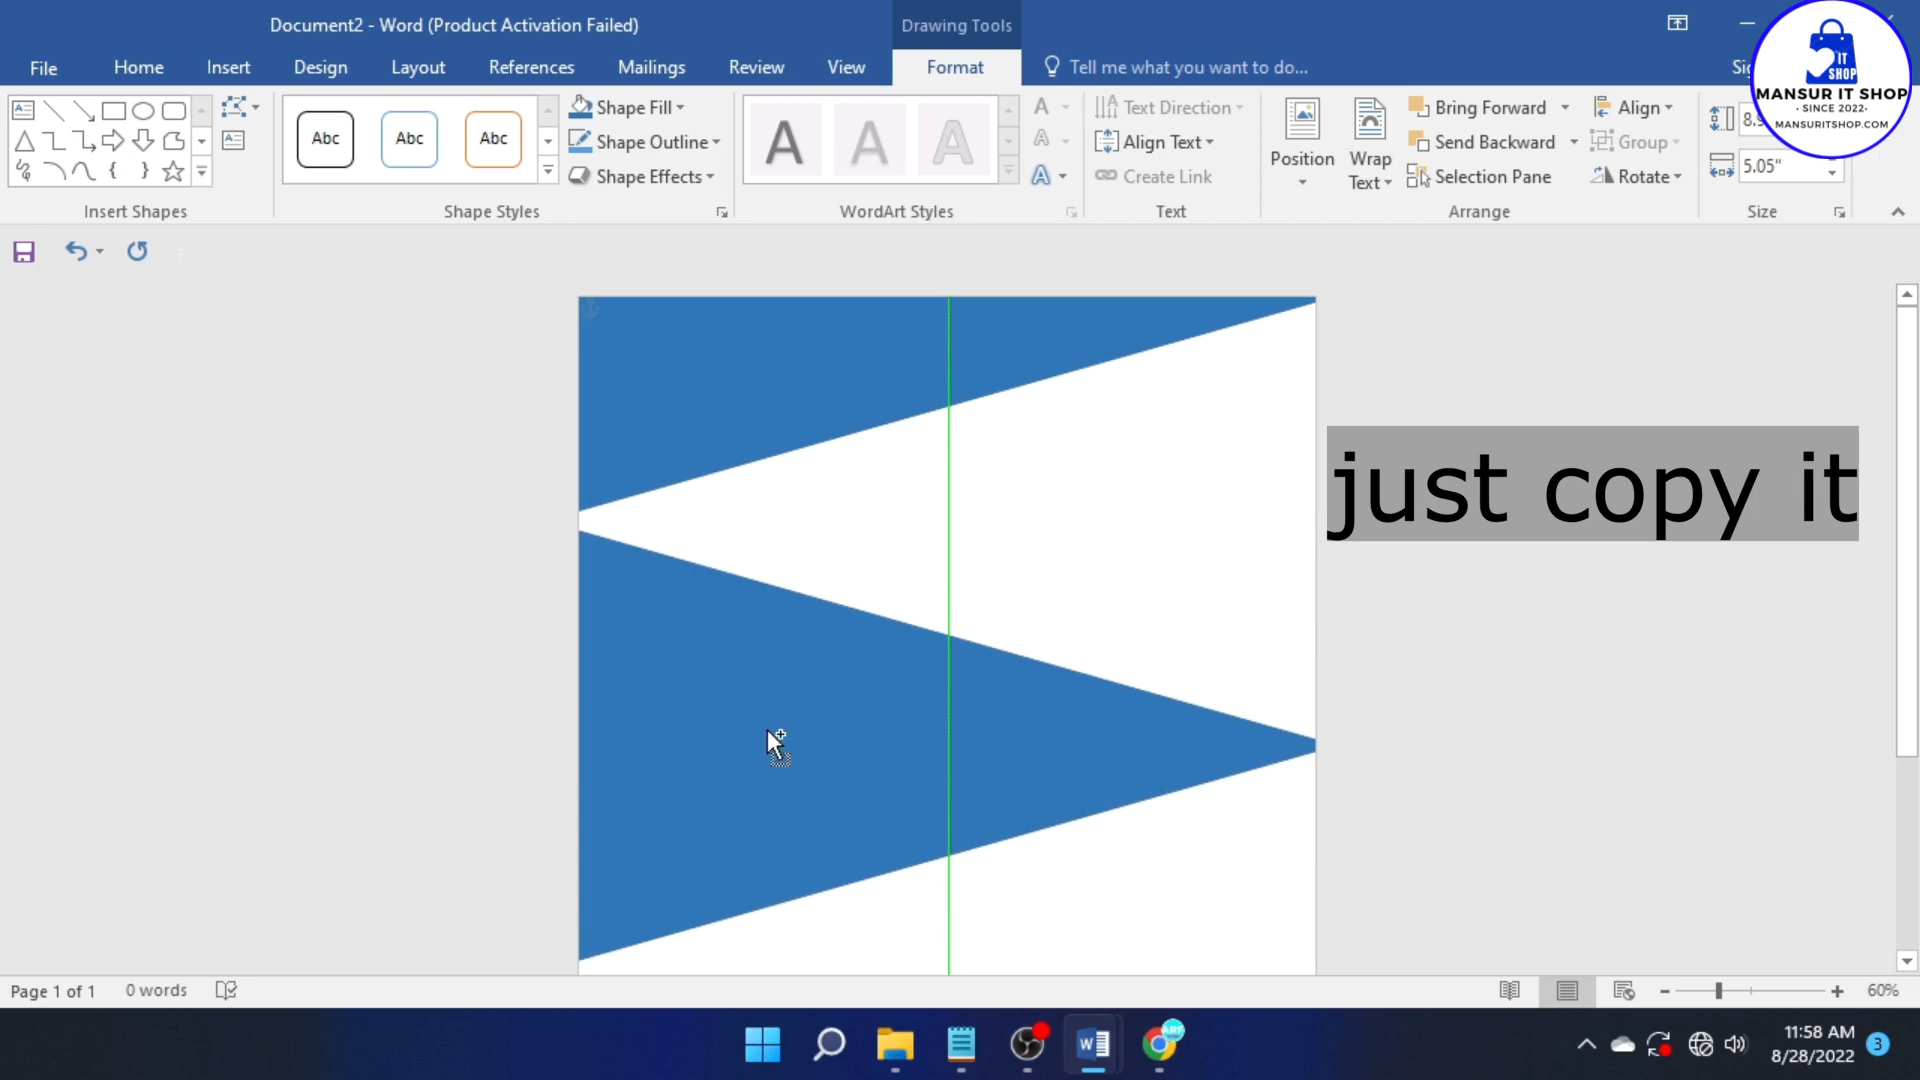 Document2 - Word (Product Activation Failed)
Drawing Tools
File Home Insert Design Layout References Mailings Review View Format Tell me what you want to do...
IT
SHOP
MANSUR IT SHOP
· SINCE 2022·
MANSURITSHOP.COM
Abc Abc Abc
Shape Fill
Shape Outline
Shape Effects
A A A
Text Direction
Align Text
Create Link
Position
Wrap
Text
Bring Forward
Send Backward
Selection Pane
Align
Group
Rotate
5.05"
Insert Shapes Shape Styles WordArt Styles Text Arrange Size
just copy it
Page 1 of 1 0 words 60%
11:58 AM
8/28/2022
3